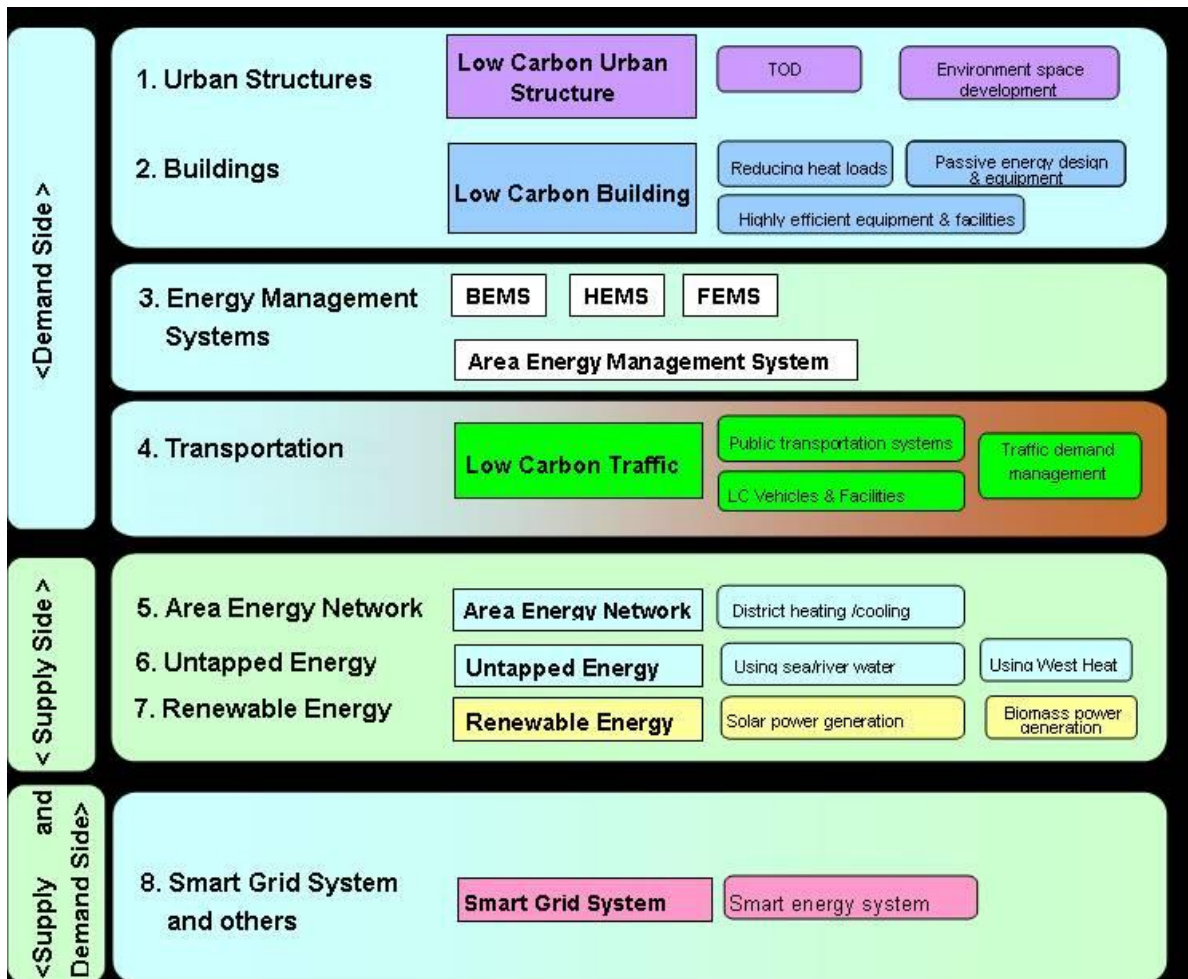 <Demand Side >
1. Urban Structures
Low Carbon Urban
Structure
TOD
Environment space
development
2. Buildings
Low Carbon Building
Reducing heat loads
Passive energy design
& equipment
Highly efficient equipment & facilities
3. Energy Management
Systems
BEMS
HEMS
FEMS
Area Energy Management System
4. Transportation
Low Carbon Traffic
Public transportation systems
LC Vehicles & Facilities
Traffic demand
management
< Supply Side >
5. Area Energy Network
Area Energy Network
District heating /cooling
6. Untapped Energy
Untapped Energy
Using sea/river water
Using West Heat
7. Renewable Energy
Renewable Energy
Solar power generation
Biomass power
generation
<Supply and
Demand Side>
8. Smart Grid System
and others
Smart Grid System
Smart energy system